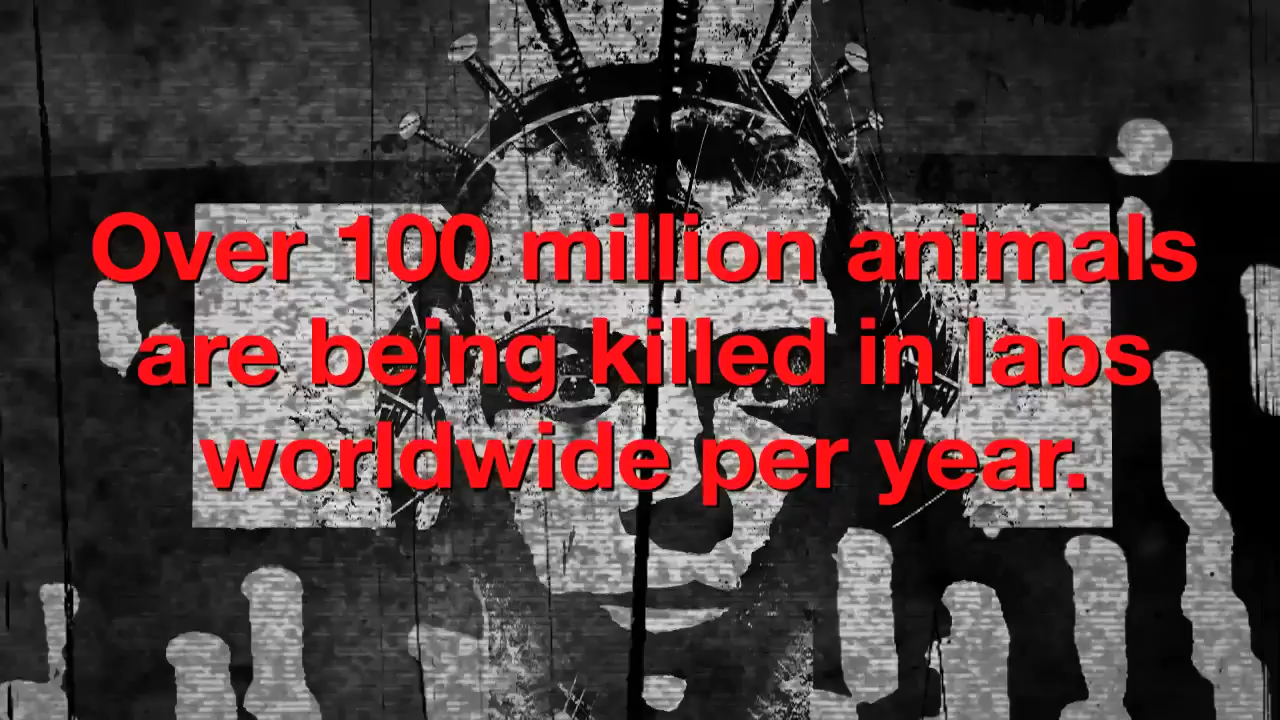 Over 100 million animals
are being killed in labs
worldwide per year.